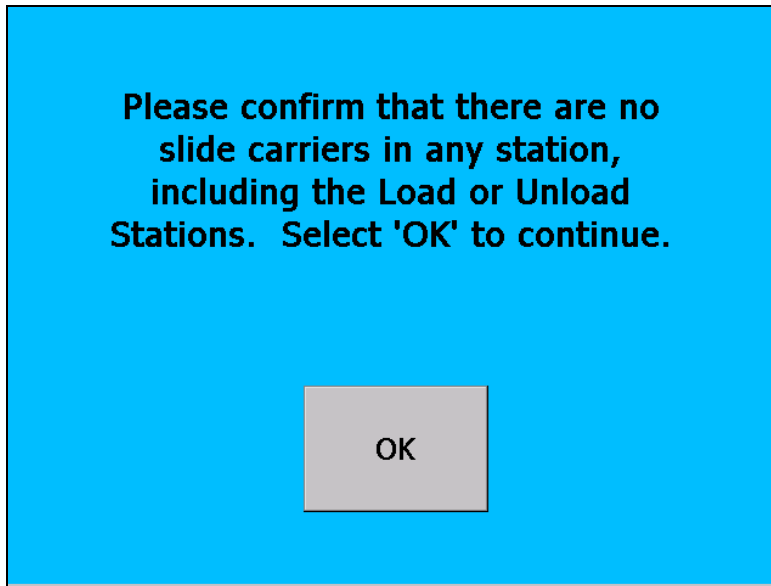 Please confirm that there are no
slide carriers in any station,
including the Load or Unload
Stations.  Select 'OK' to continue.
OK